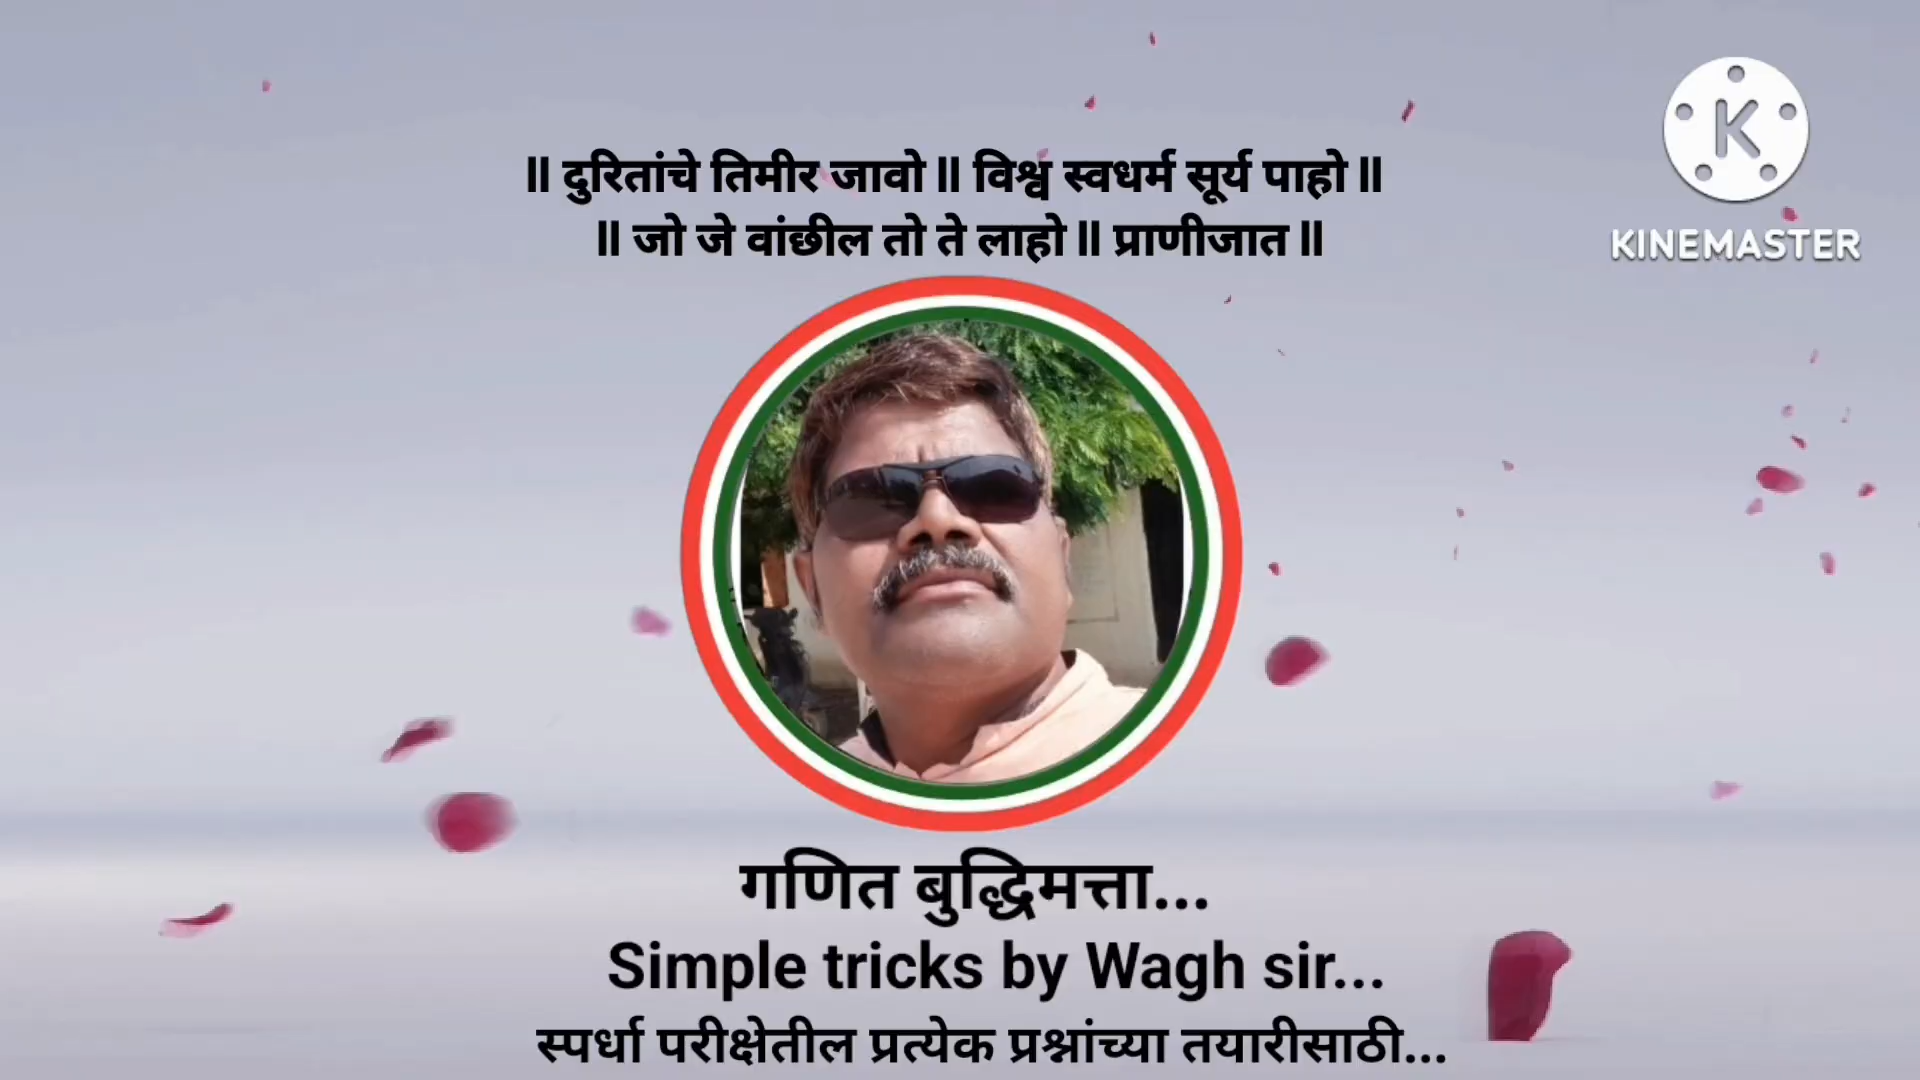 ॥ दुरितांचे तिमीर जावो ॥ विश्व स्वधर्म सूर्य पाहो ॥
॥ जो जे वांछील तो ते लाहो ॥ प्राणीजात ॥
K
KINEMASTER
गणित बुद्धिमत्ता...
Simple tricks by Wagh sir...
स्पर्धा परीक्षेतील प्रत्येक प्रश्नांच्या तयारीसाठी...